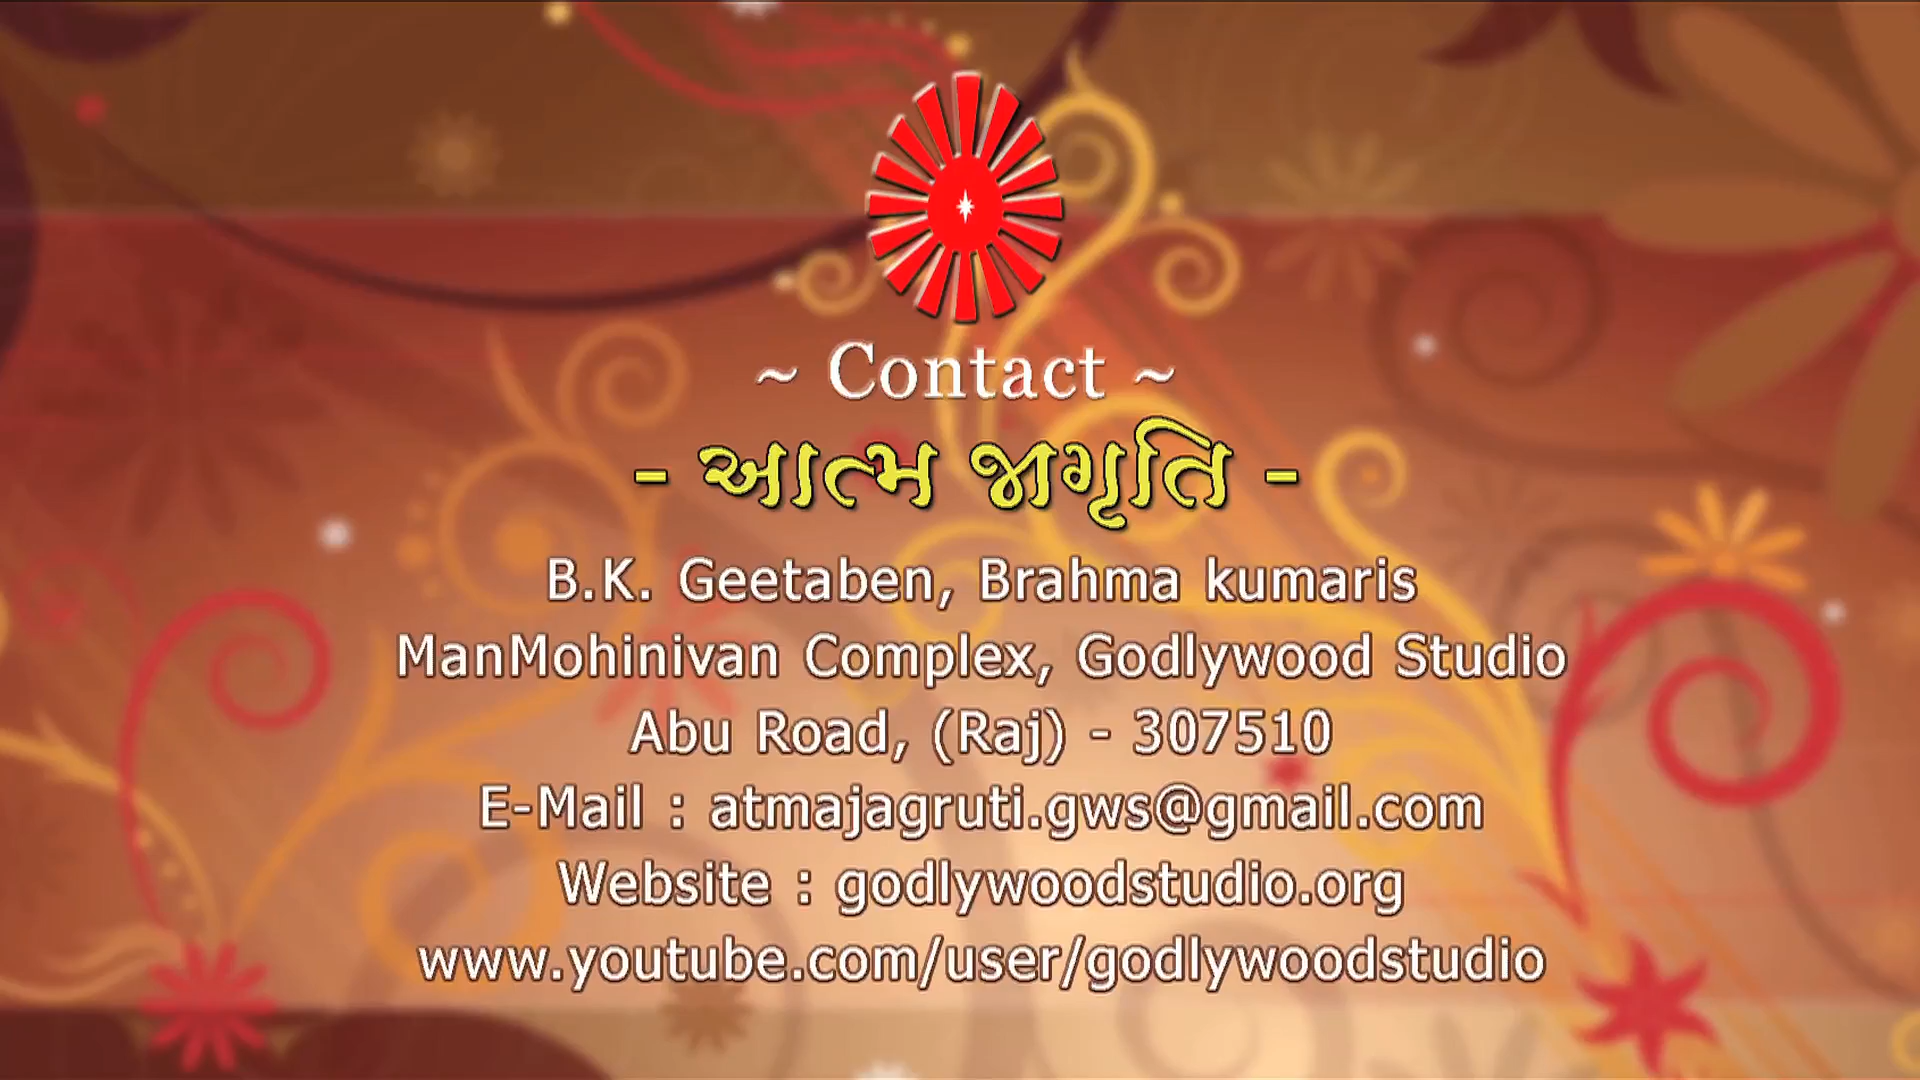 ~ Contact ~
- આત્મ જાગૃતિ -
B.K. Geetaben, Brahma kumaris
ManMohinivan Complex, Godlywood Studio
Abu Road, (Raj) - 307510
E-Mail : atmajagruti.gws@gmail.com
Website : godlywoodstudio.org
www.youtube.com/user/godlywoodstudio